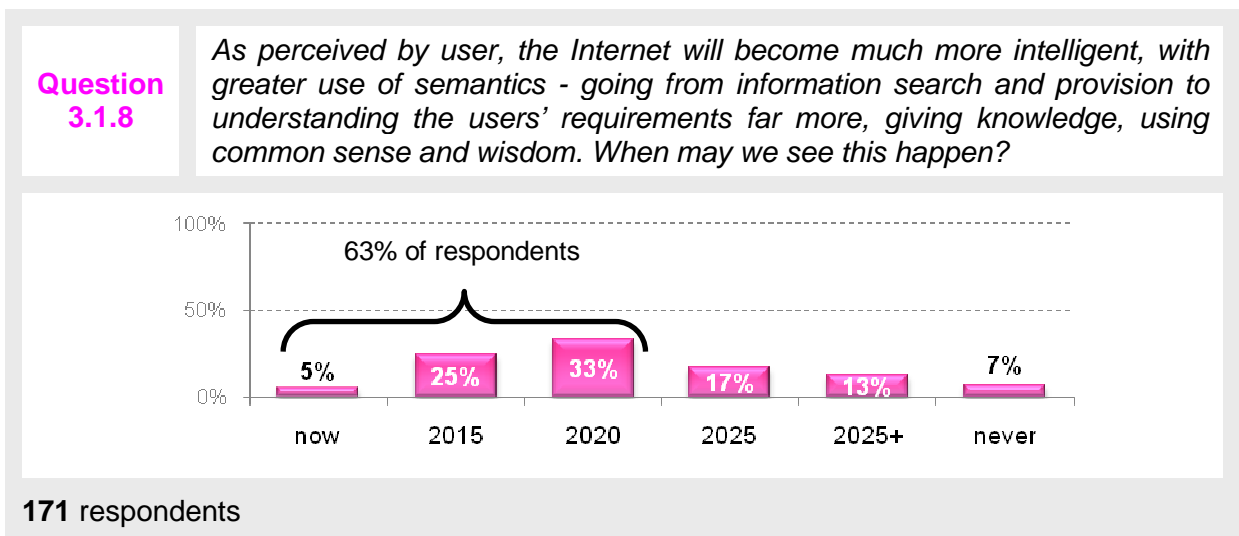 Question
3.1.8
As perceived by user, the Internet will become much more intelligent, with
greater use of semantics - going from information search and provision to
understanding the users' requirements far more, giving knowledge, using
common sense and wisdom. When may we see this happen?
100%
63% of respondents
50%
5%
25%
33%
17%
13%
7%
0%
now
2015
2020
2025
2025+
never
171 respondents